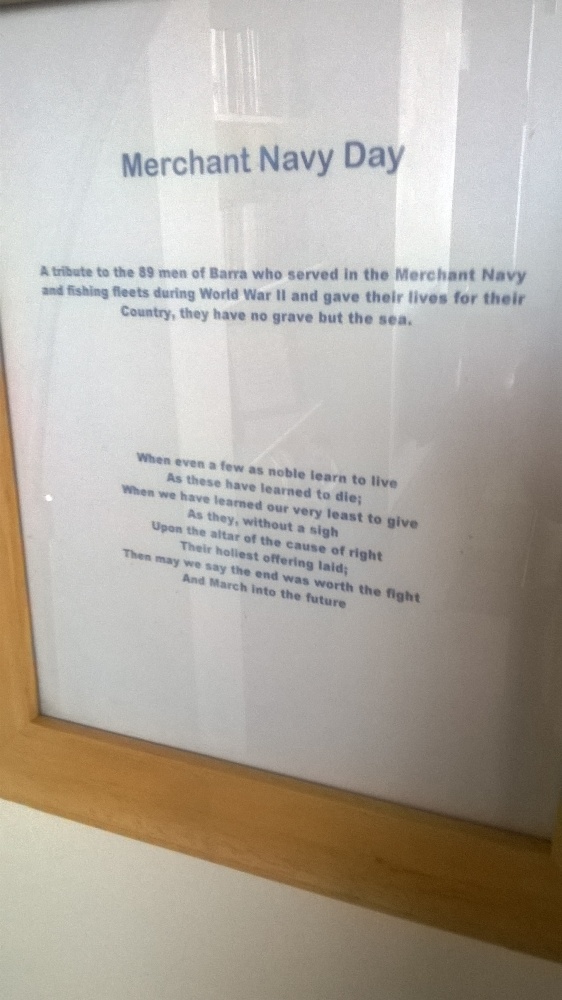 Merchant Navy Day
A tribute to the 89 men of Barra who served in the Merchant Navy
and fishing fleets during World War II and gave their lives for their
Country, they have no grave but the sea.
When even a few as noble learn to live
As these have learned to die;
When we have learned our very least to give
As they, without a sigh
Upon the altar of the cause of right
Their holiest offering laid;
Then may we say the end was worth the fight
And March into the future